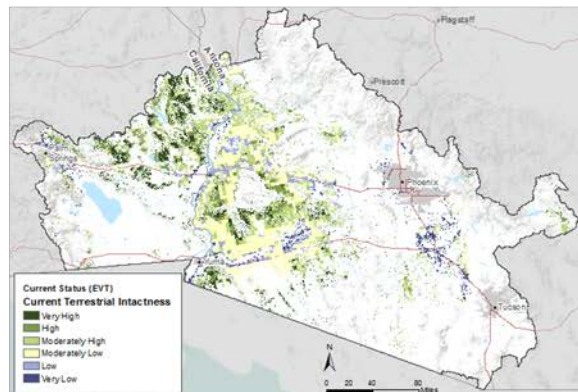 Flagstaff
Arizona
California
Prescott
Springs
Phoenix
Tucson
Current Status (EVT)
Current Terrestrial Intactness
Very High
High
Moderately High
Moderately Low
Low
Very Low
N
0 20 40 80
Miles